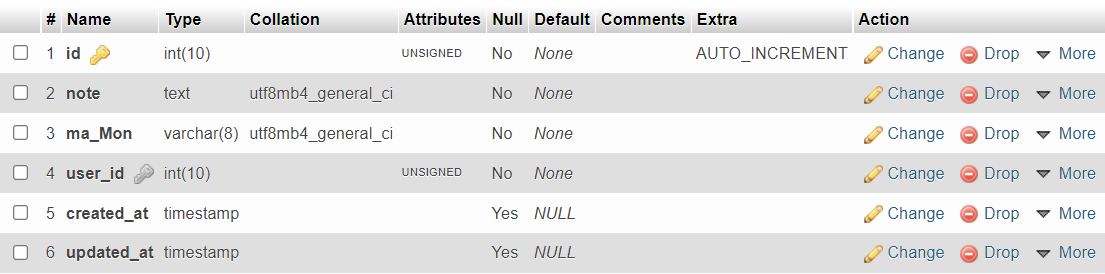 # Name Type Collation Attributes Null Default Comments Extra Action
1 id int(10) UNSIGNED No None AUTO_INCREMENT Change Drop More
2 note text utf8mb4_general_ci No None Change Drop More
3 ma_Mon varchar(8) utf8mb4_general_ci No None Change Drop More
4 user_id int(10) UNSIGNED No None Change Drop More
5 created_at timestamp Yes NULL Change Drop More
6 updated_at timestamp Yes NULL Change Drop More